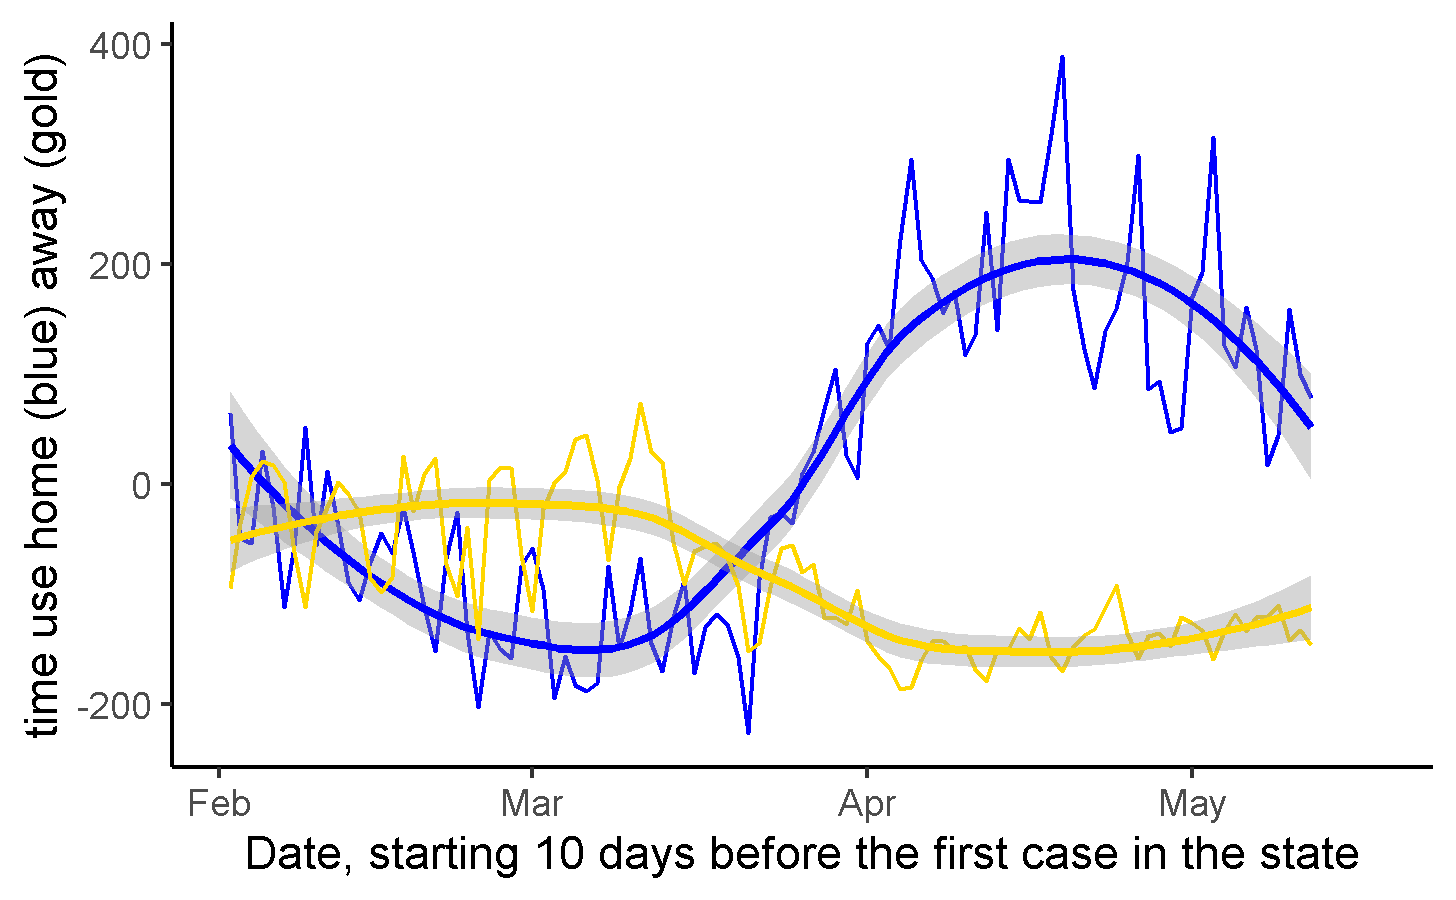 time use home (blue) away (gold)
400
200
0
-200
Feb
Mar
Apr
May
Date, starting 10 days before the first case in the state